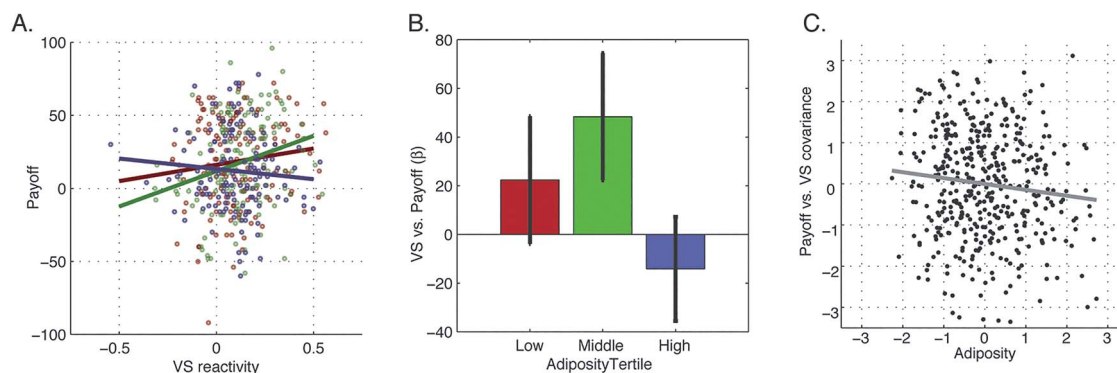 A.
Payoff
100
50
0
−50
−100
−0.5
0
0.5
VS reactivity
B.
VS vs. Payoff (β)
80
60
40
20
0
−20
−40
Low
Middle
High
AdiposityTertile
C.
Payoff vs. VS covariance
3
2
1
0
−1
−2
−3
−3
−2
−1
0
1
2
3
Adiposity